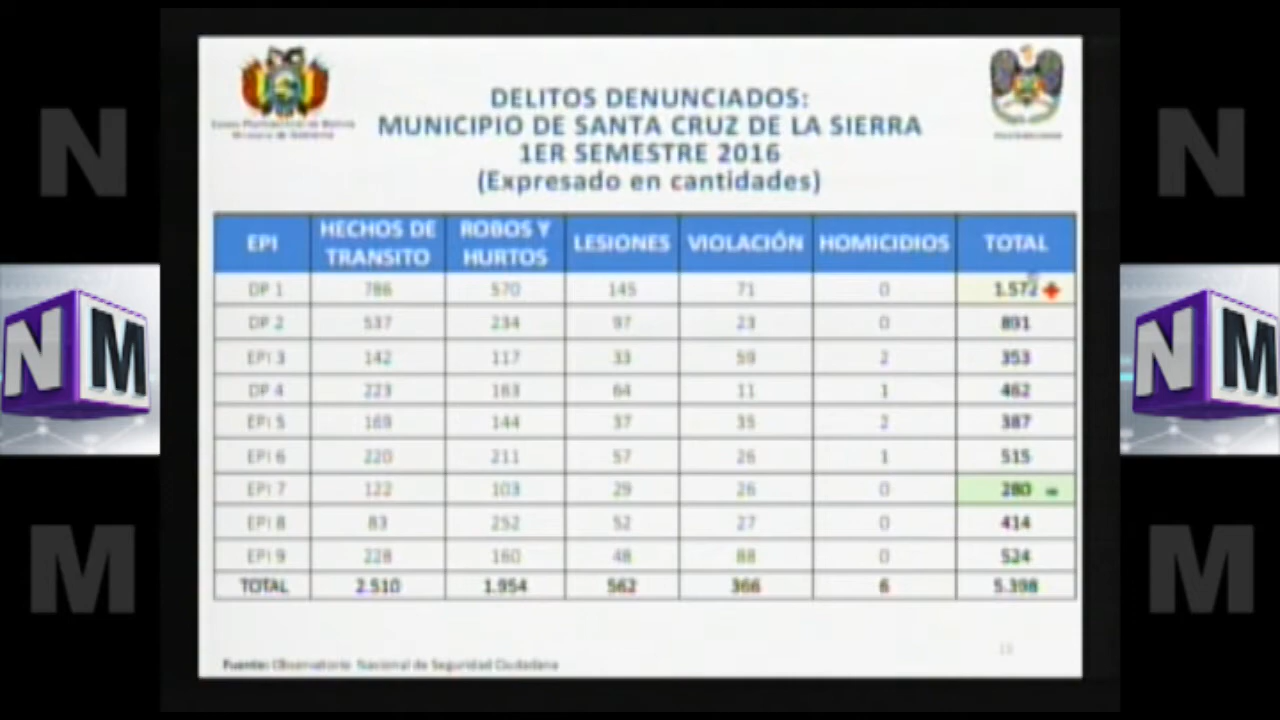 N
M
N M
DELITOS DENUNCIADOS:
MUNICIPIO DE SANTA CRUZ DE LA SIERRA
1ER SEMESTRE 2016
(Expresado en cantidades)
EPI HECHOS DE TRANSITO ROBOS Y HURTOS LESIONES VIOLACIÓN HOMICIDIOS TOTAL
DP 1 786 570 145 71 0 1.572 +
DP 2 537 234 97 23 0 891
EPI 3 142 117 33 59 2 353
DP 4 223 163 64 11 1 462
EPI 5 169 144 37 35 2 387
EPI 6 220 211 57 26 1 515
EPI 7 122 103 29 26 0 280 -
EPI 8 83 252 52 27 0 414
EPI 9 228 160 48 88 0 524
TOTAL 2.510 1.954 562 366 6 5.398
Fuente: Observatorio Nacional de Seguridad Ciudadana
N
M
N M